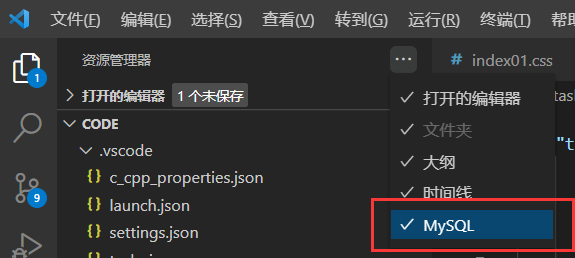 文件(F) 编辑(E) 选择(S) 查看(V) 转到(G) 运行(R) 终端(T) 帮助(H)
资源管理器
···
# index01.css
1
打开的编辑器 1 个未保存
打开的编辑器
CODE
文件夹
.vscode
大纲
{} c_cpp_properties.json
时间线
9
{} launch.json
MySQL
{} settings.json